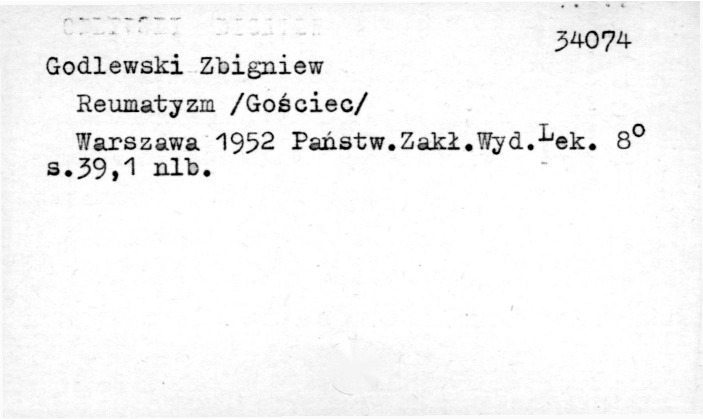 34074
Godlewski Zbigniew
Reumatyzm /Gościec/
Warszawa 1952 Państw.Zakł.Wyd.Lek. 8°
s.39,1 nlb.